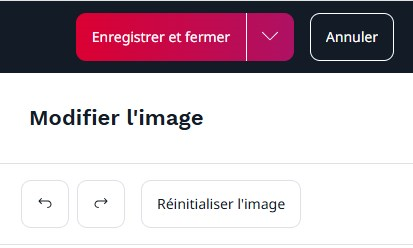 Enregistrer et fermer
Annuler
Modifier l'image
Réinitialiser l'image